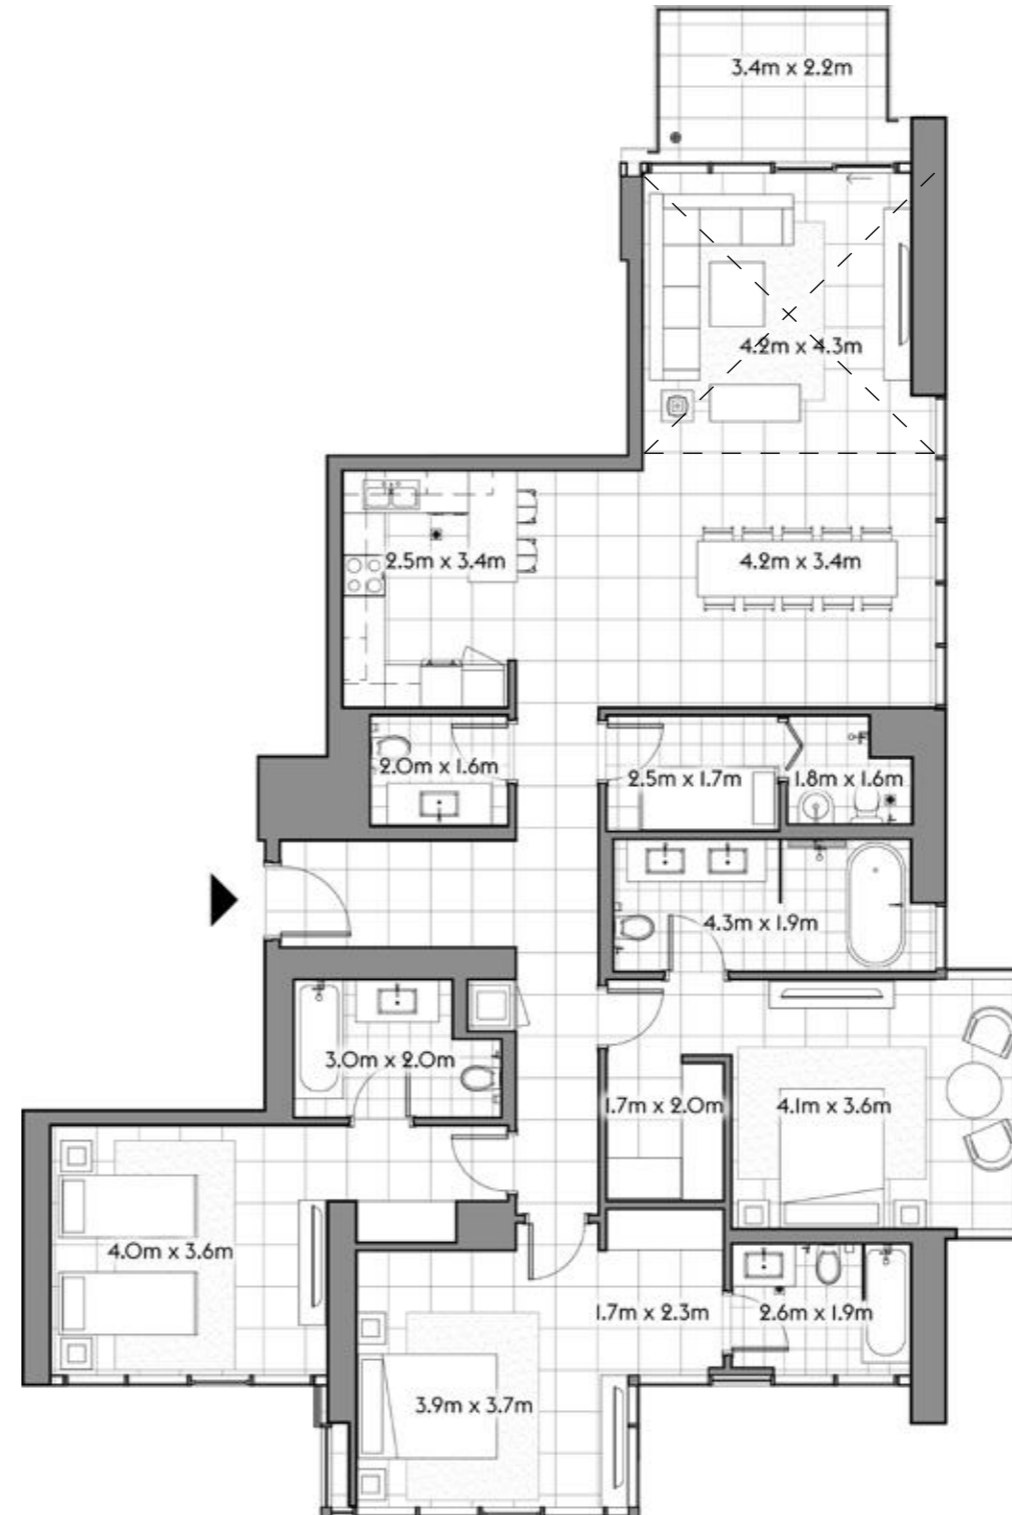 3.4m x 2.2m
4.2m x 4.3m
2.5m x 3.4m
4.2m x 3.4m
2.0m x 1.6m
2.5m x 1.7m
1.8m x 1.6m
4.3m x 1.9m
3.0m x 2.0m
1.7m x 2.0m
4.1m x 3.6m
4.0m x 3.6m
1.7m x 2.3m
2.6m x 1.9m
3.9m x 3.7m